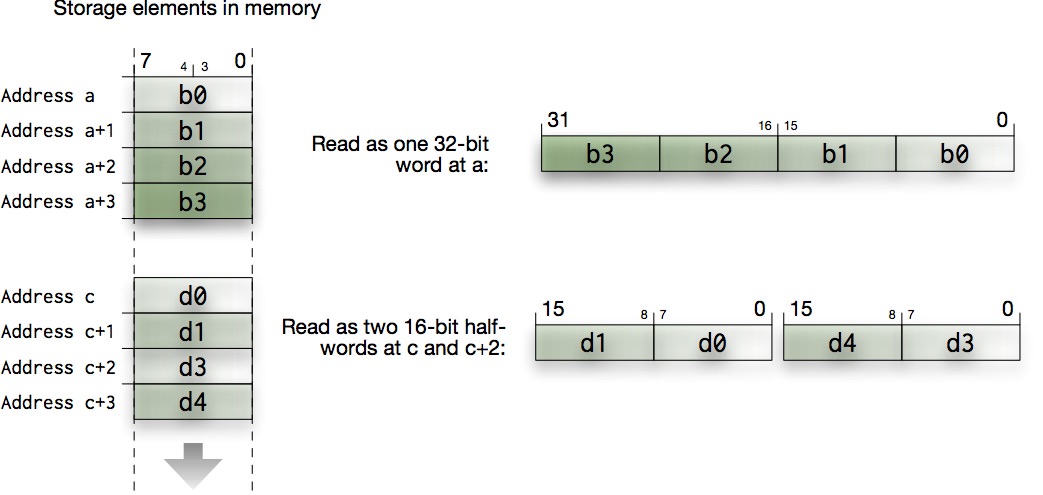 Storage elements in memory
7 4 3 0
Address a b0
Address a+1 b1
Address a+2 b2
Address a+3 b3
Read as one 32-bit
word at a:
31 16 15 0
b3 b2 b1 b0
Address c d0
Address c+1 d1
Address c+2 d3
Address c+3 d4
Read as two 16-bit half-
words at c and c+2:
15 8 7 0 15 8 7 0
d1 d0 d4 d3